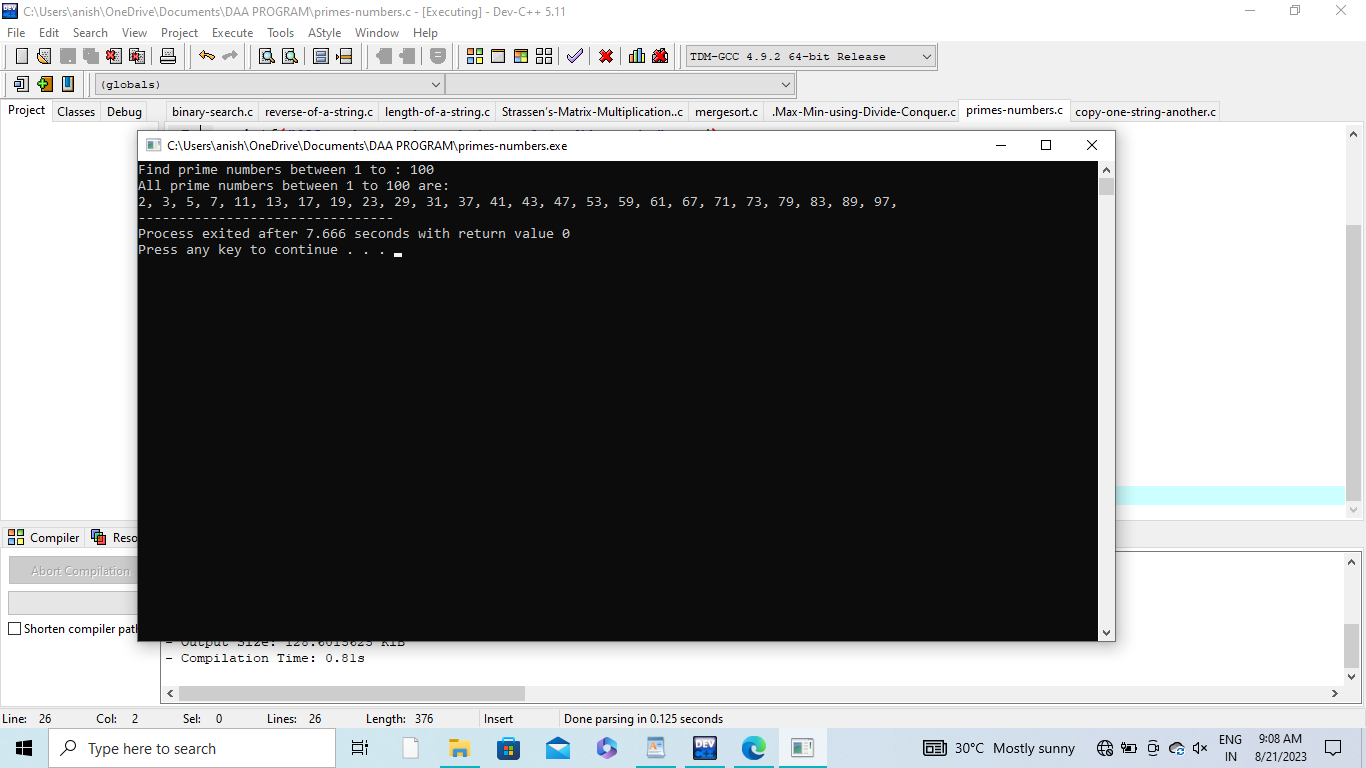 C:\Users\anish\OneDrive\Documents\DAA PROGRAM\primes-numbers.c - [Executing] - Dev-C++ 5.11
File Edit Search View Project Execute Tools AStyle Window Help
TDM-GCC 4.9.2 64-bit Release
(globals)
Project Classes Debug binary-search.c reverse-of-a-string.c length-of-a-string.c Strassen's-Matrix-Multiplication..c mergesort.c .Max-Min-using-Divide-Conquer.c primes-numbers.c copy-one-string-another.c
C:\Users\anish\OneDrive\Documents\DAA PROGRAM\primes-numbers.exe
Find prime numbers between 1 to : 100
All prime numbers between 1 to 100 are:
2, 3, 5, 7, 11, 13, 17, 19, 23, 29, 31, 37, 41, 43, 47, 53, 59, 61, 67, 71, 73, 79, 83, 89, 97,
--------------------------------
Process exited after 7.666 seconds with return value 0
Press any key to continue . . .
Compiler Reso
Abort Compilation
Shorten compiler path
- Output Size: 128.6015625 KiB
- Compilation Time: 0.81s
Line: 26 Col: 2 Sel: 0 Lines: 26 Length: 376 Insert Done parsing in 0.125 seconds
Type here to search
DEV
30°C Mostly sunny
ENG
IN
9:08 AM
8/21/2023